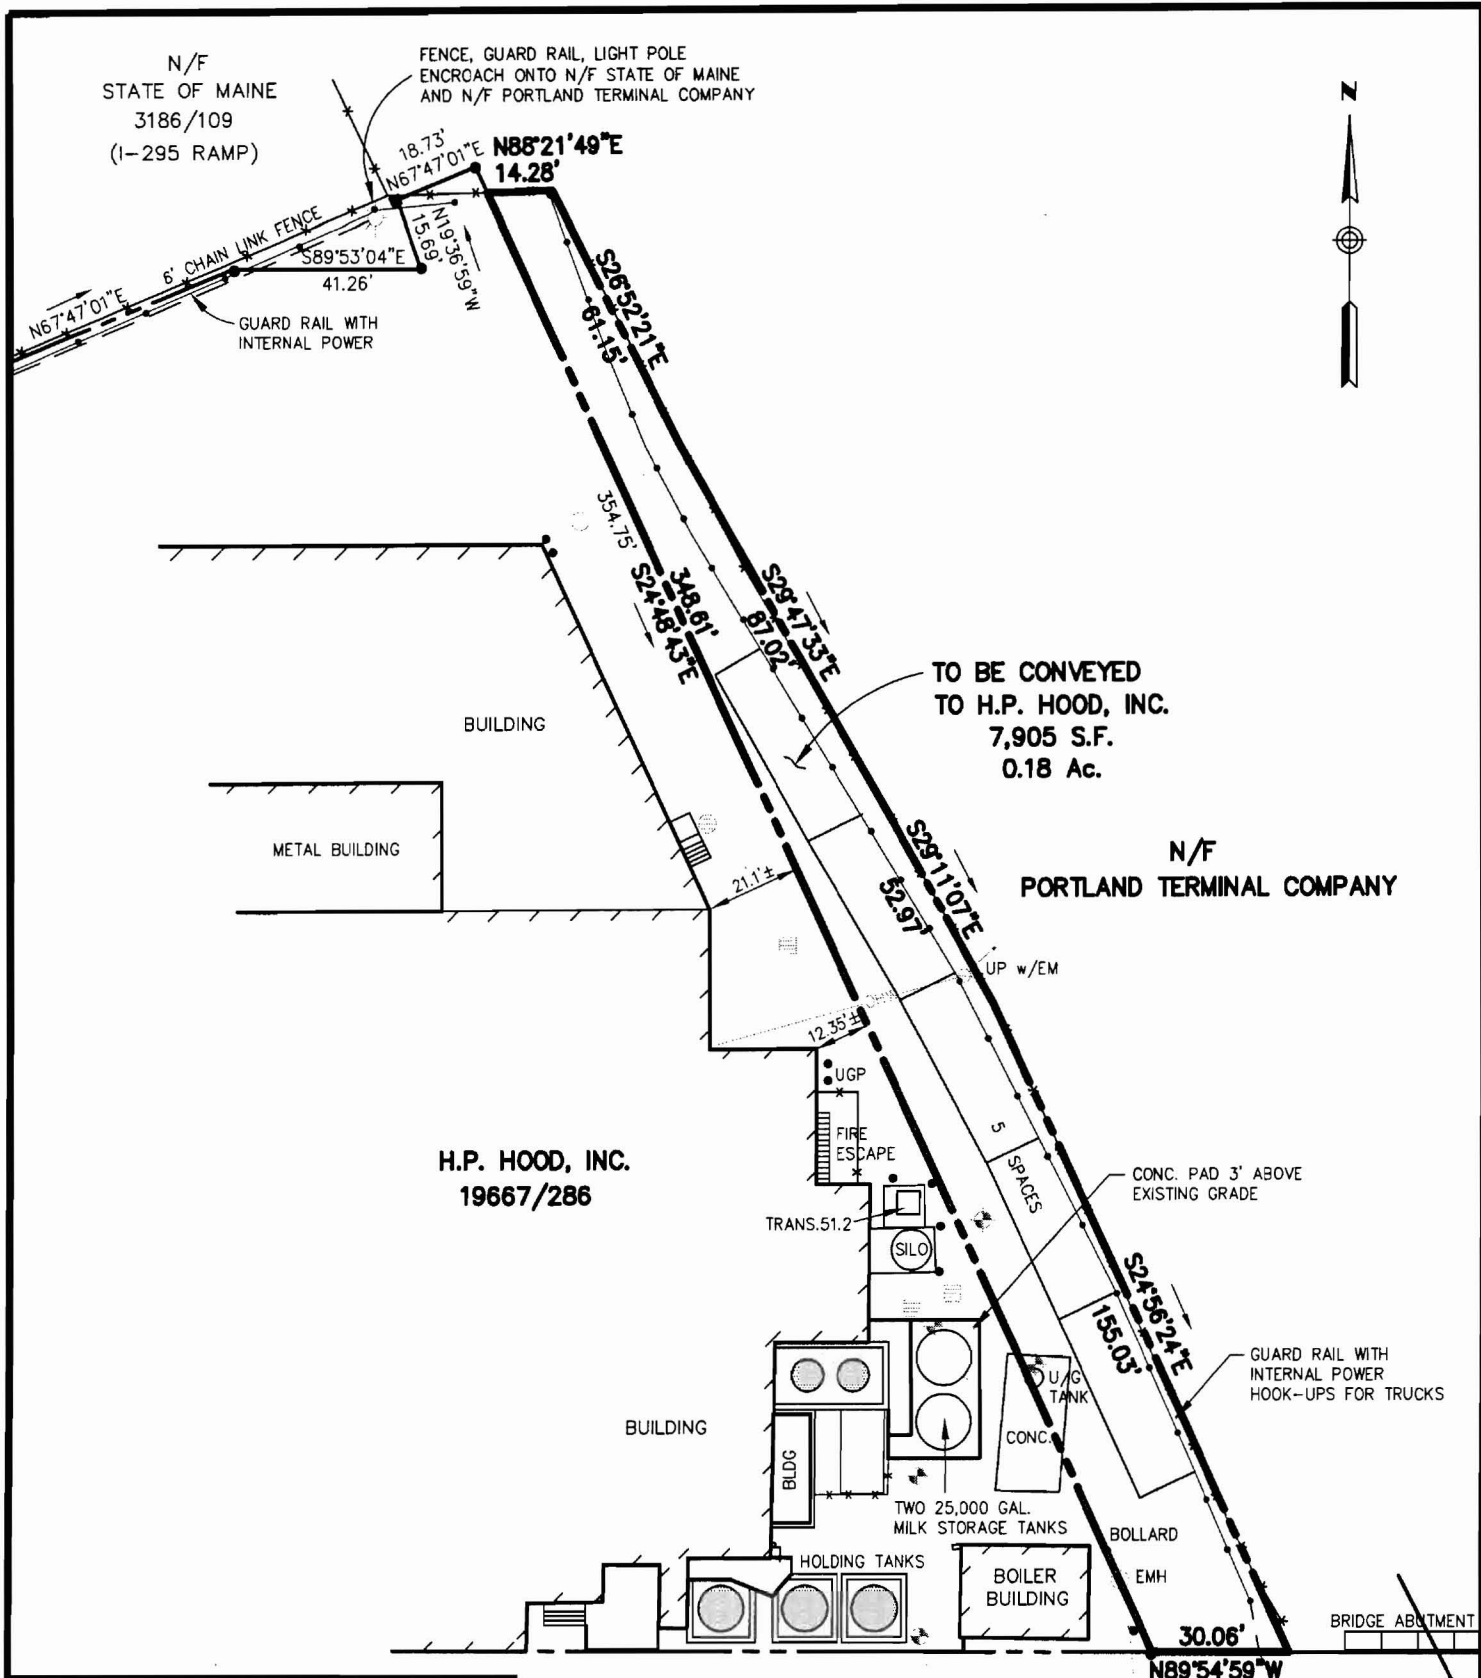 N/F
STATE OF MAINE
3186/109
(I-295 RAMP)
FENCE, GUARD RAIL, LIGHT POLE
ENCROACH ONTO N/F STATE OF MAINE
AND N/F PORTLAND TERMINAL COMPANY
N
18.73'
N67°47'01"E
N88°21'49"E
14.28'
6' CHAIN LINK FENCE
S89°53'04"E
41.26'
N19°36'59"W
15.69'
N67°47'01"E
GUARD RAIL WITH
INTERNAL POWER
S26°52'21"E
61.15'
354.75'
348.61'
S24°48'43"E
S29°47'33"E
87.02'
TO BE CONVEYED
TO H.P. HOOD, INC.
7,905 S.F.
0.18 Ac.
BUILDING
METAL BUILDING
21.1'±
S29°11'07"E
52.97'
N/F
PORTLAND TERMINAL COMPANY
UP w/EM
OHW
12.35'±
UGP
FIRE
ESCAPE
5
SPACES
H.P. HOOD, INC.
19667/286
CONC. PAD 3' ABOVE
EXISTING GRADE
TRANS.51.2
SILO
S24°56'24"E
155.03'
GUARD RAIL WITH
INTERNAL POWER
HOOK-UPS FOR TRUCKS
U/G
TANK
CONC.
BUILDING
BLDG
TWO 25,000 GAL.
MILK STORAGE TANKS
BOLLARD
HOLDING TANKS
BOILER
BUILDING
EMH
BRIDGE ABUTMENT
30.06'
N89°54'59"W